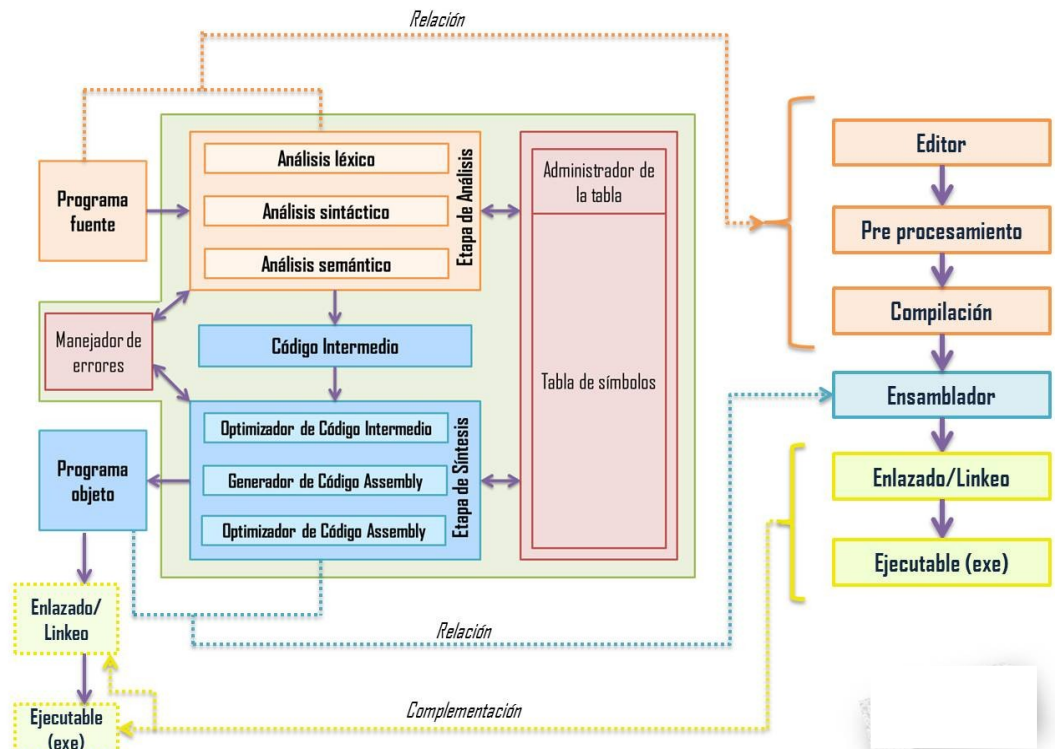 Relación
Programa
fuente
Análisis léxico
Análisis sintáctico
Análisis semántico
Etapa de Análisis
Administrador de
la tabla
Tabla de símbolos
Manejador de
errores
Código Intermedio
Optimizador de Código Intermedio
Generador de Código Assembly
Optimizador de Código Assembly
Etapa de Síntesis
Programa
objeto
Enlazado/
Linkeo
Ejecutable
(exe)
Relación
Complementación
Editor
Pre procesamiento
Compilación
Ensamblador
Enlazado/Linkeo
Ejecutable (exe)